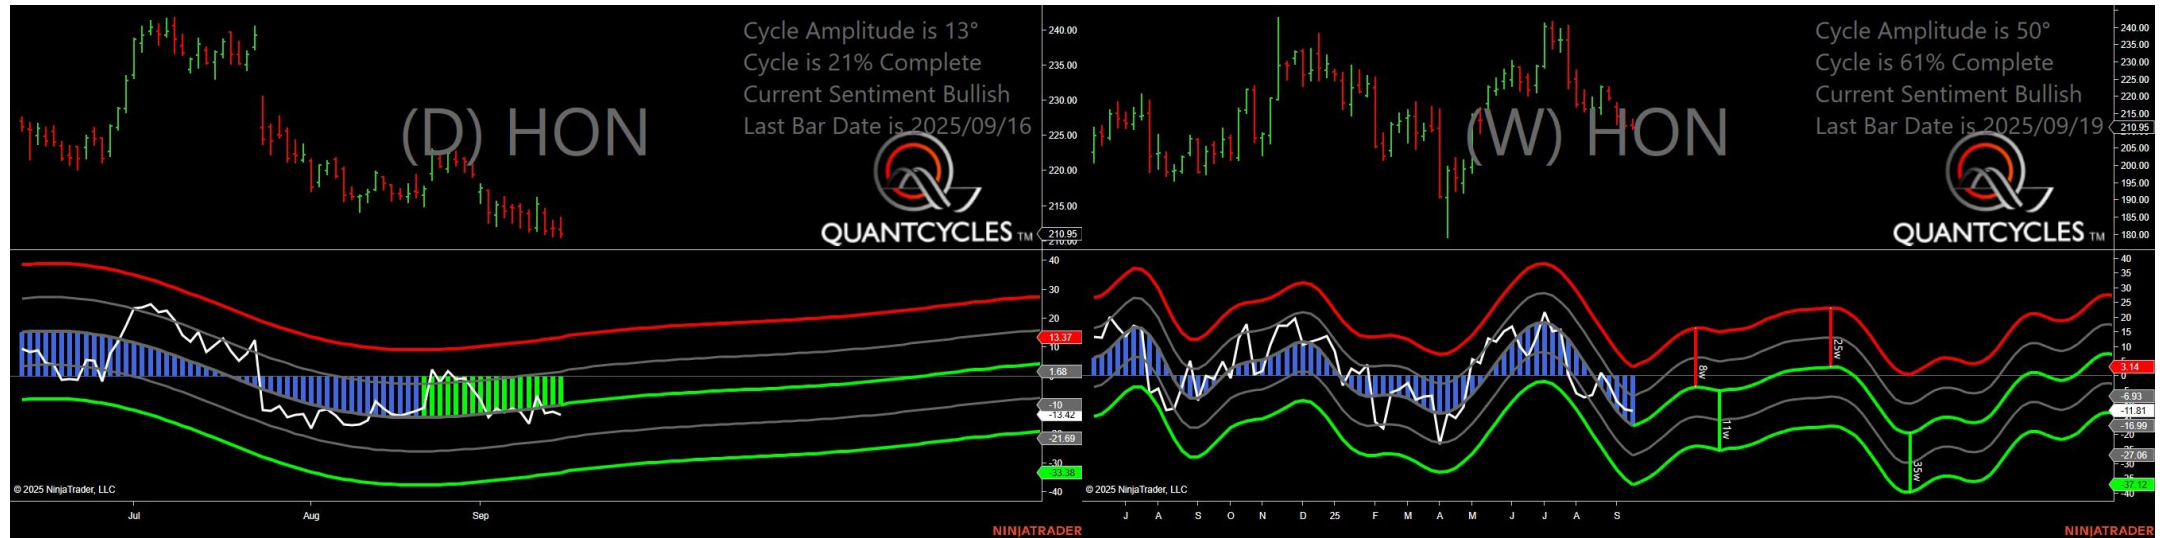 Cycle Amplitude is 13°
Cycle is 21% Complete
Current Sentiment Bullish
Last Bar Date is 2025/09/16
(D) HON
QUANTCYCLES TM
240.00
235.00
230.00
225.00
220.00
215.00
210.95
210.00
40
30
20
13.37
10
1.68
-10
-13.42
-21.69
-30
-33.38
-40
© 2025 NinjaTrader, LLC
Jul Aug Sep
NINJATRADER
Cycle Amplitude is 50°
Cycle is 61% Complete
Current Sentiment Bullish
Last Bar Date is 2025/09/19
(W) HON
QUANTCYCLES TM
240.00
235.00
230.00
225.00
220.00
215.00
210.95
205.00
200.00
195.00
190.00
185.00
180.00
40
30
25
20
15
10
5
3.14
0
-6.93
-11.81
-16.99
-20
-27.06
-30
-37.12
-40
8w
11w
25w
35w
© 2025 NinjaTrader, LLC
J A S O N D 25 F M A M J J A S
NINJATRADER